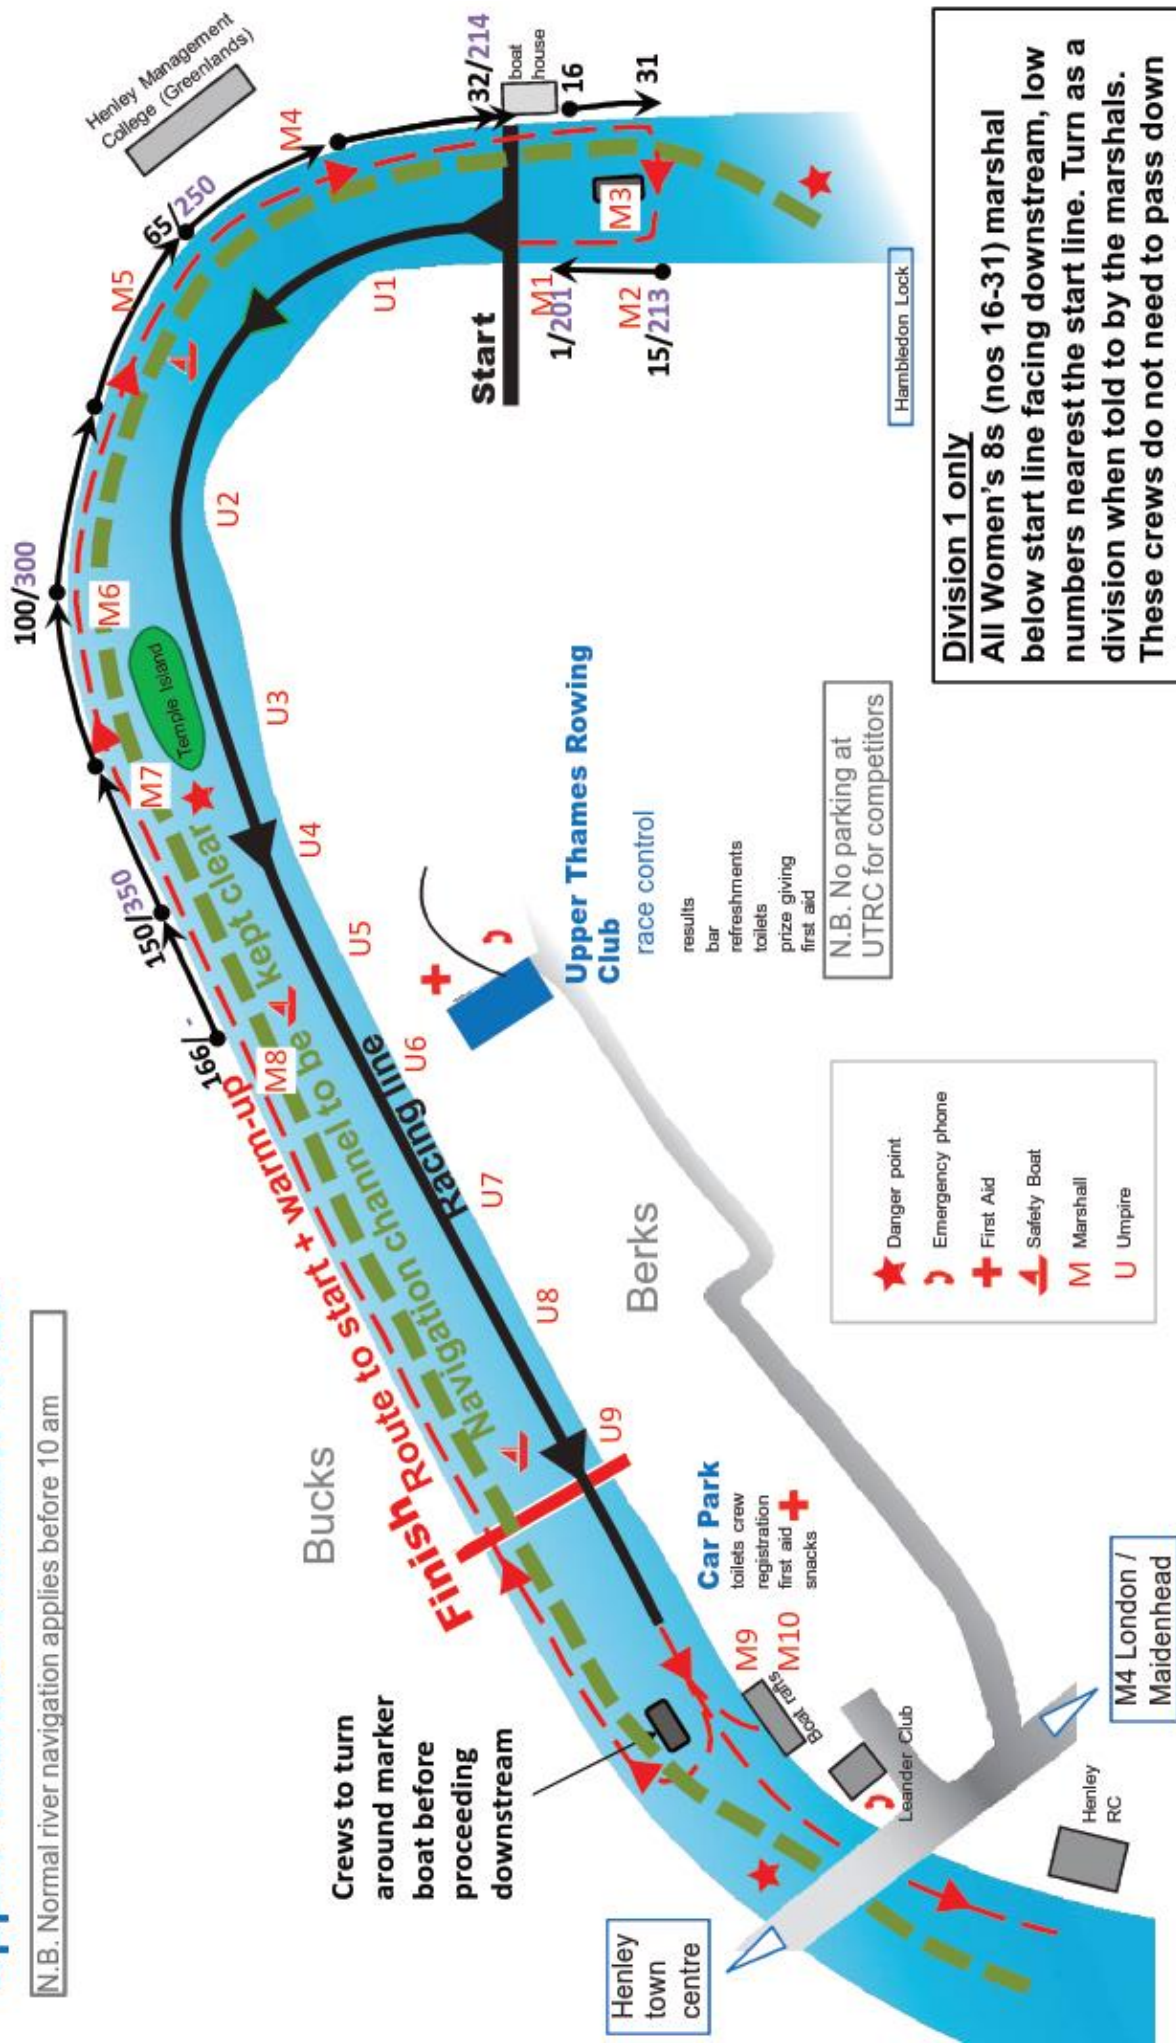 N.B. Normal river navigation applies before 10 am
Bucks
Crews to turn
around marker
boat before
proceeding
downstream
Finish
Route to start + warm-up
Navigation channel to be kept clear
Racing line
166/-
150/350
100/300
65/250
32/214
Henley Management
College (Greenlands)
boat
house
16
31
M8
M7
M6
M5
M4
M3
Temple Island
Start
M1
1/201
M2
15/213
Hambledon Lock
U1
U2
U3
U4
U5
U6
U7
U8
U9
Berks
Upper Thames Rowing
Club
race control
results
bar
refreshments
toilets
prize giving
first aid
N.B. No parking at
UTRC for competitors
Car Park
toilets crew
registration
first aid
snacks
M9
M10
Boat rafts
Leander Club
Henley
town
centre
Henley
RC
M4 London /
Maidenhead
Danger point
Emergency phone
First Aid
Safety Boat
M Marshall
U Umpire
Division 1 only
All Women's 8s (nos 16-31) marshal
below start line facing downstream, low
numbers nearest the start line. Turn as a
division when told to by the marshals.
These crews do not need to pass down